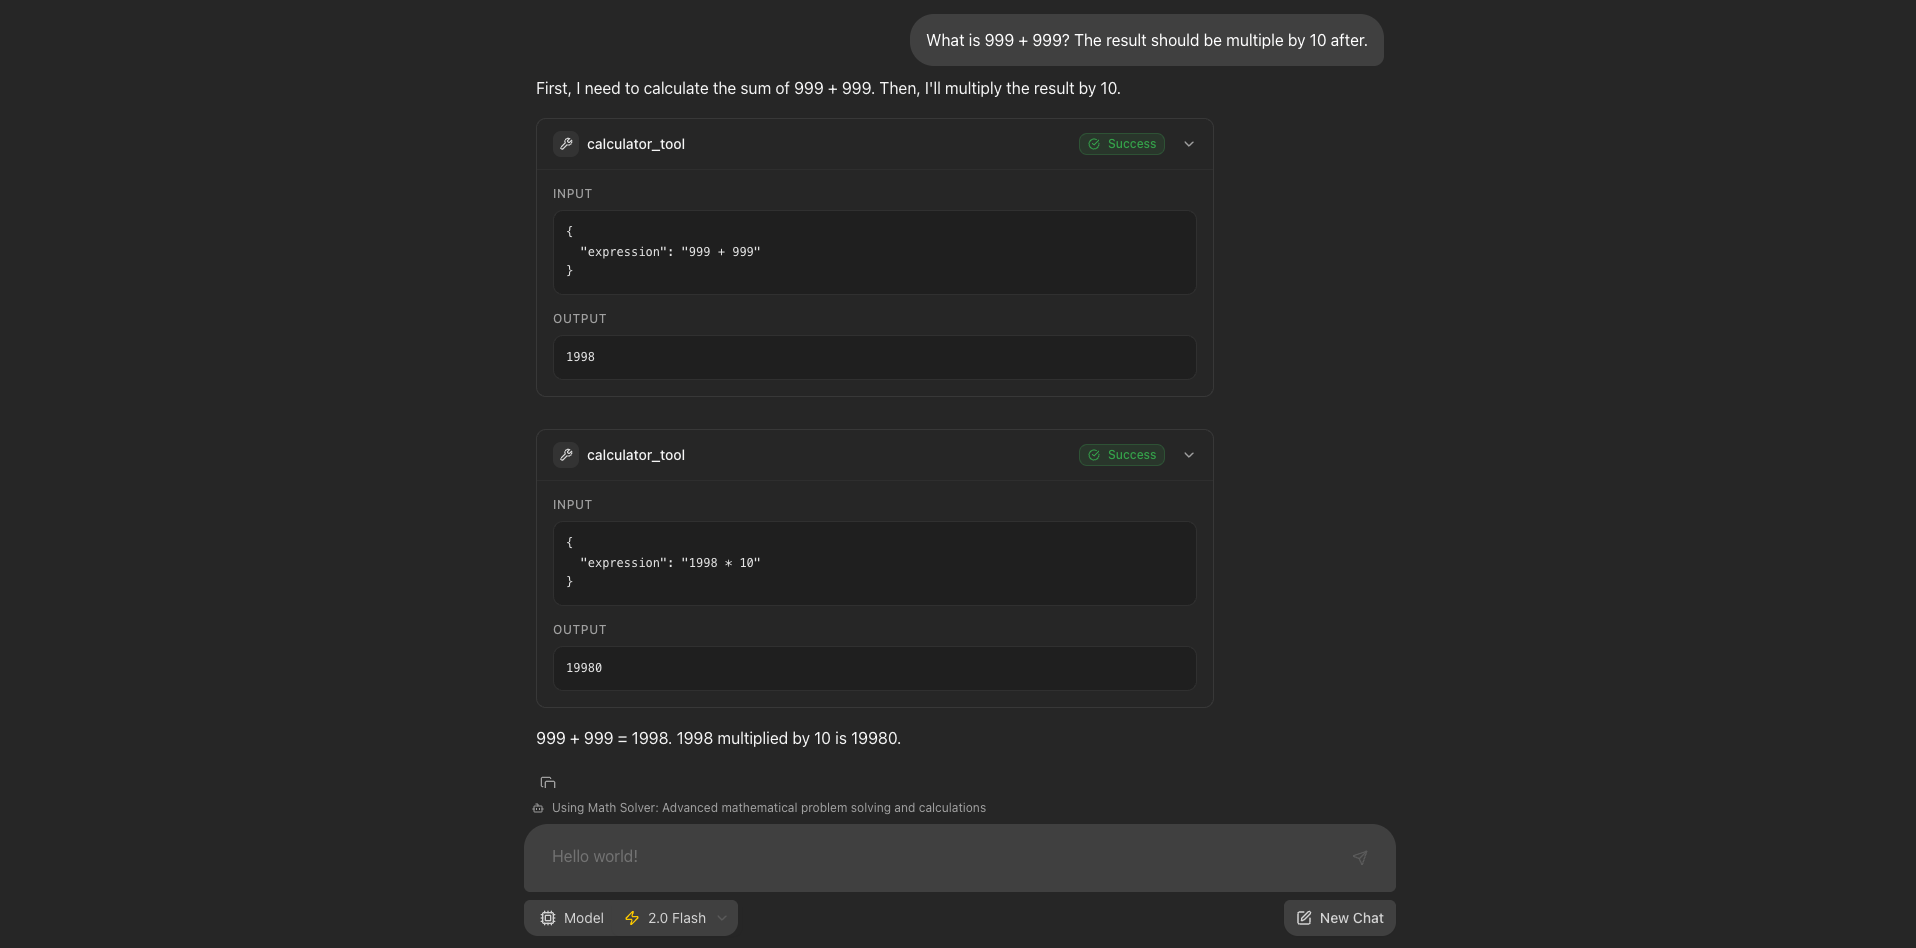 What is 999 + 999? The result should be multiple by 10 after.
First, I need to calculate the sum of 999 + 999. Then, I'll multiply the result by 10.
calculator_tool Success
INPUT
{
"expression": "999 + 999"
}
OUTPUT
1998
calculator_tool Success
INPUT
{
"expression": "1998 * 10"
}
OUTPUT
19980
999 + 999 = 1998. 1998 multiplied by 10 is 19980.
Using Math Solver: Advanced mathematical problem solving and calculations
Hello world!
Model 2.0 Flash New Chat